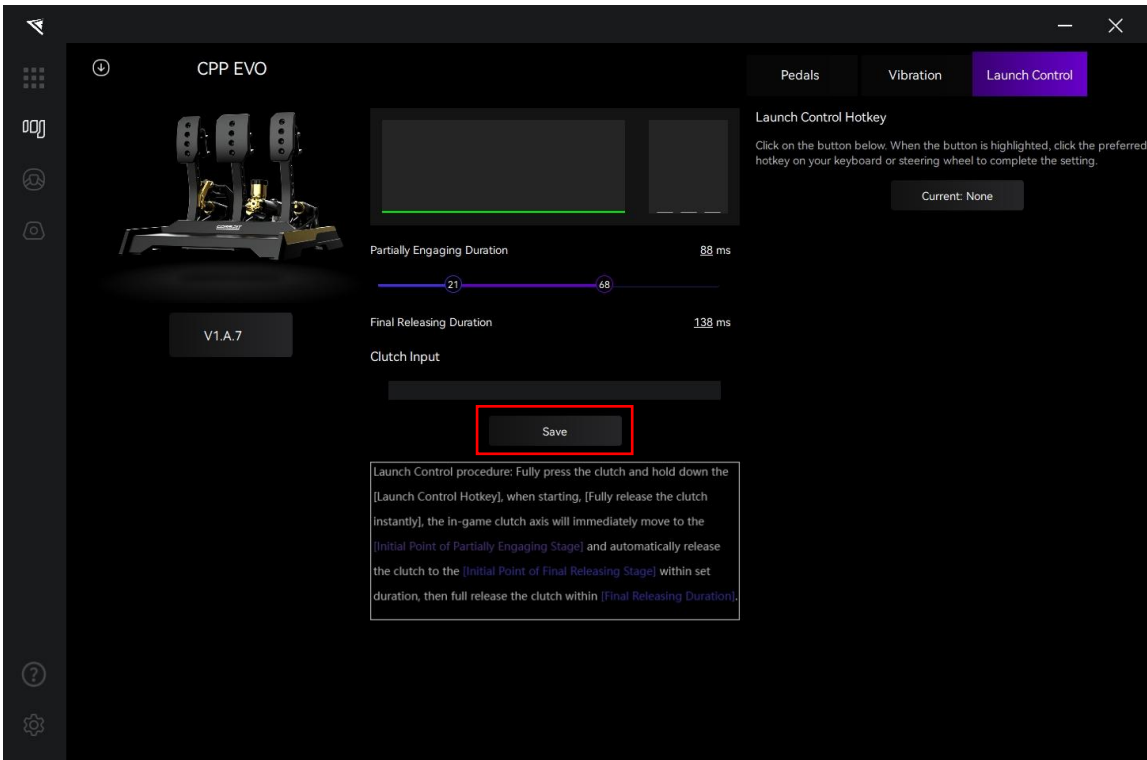 CPP EVO
Pedals
Vibration
Launch Control
V1.A.7
Partially Engaging Duration
88 ms
21
68
Final Releasing Duration
138 ms
Clutch Input
Save
Launch Control procedure: Fully press the clutch and hold down the
[Launch Control Hotkey], when starting, [Fully release the clutch
instantly], the in-game clutch axis will immediately move to the
[Initial Point of Partially Engaging Stage] and automatically release
the clutch to the [Initial Point of Final Releasing Stage] within set
duration, then full release the clutch within [Final Releasing Duration].
Launch Control Hotkey
Click on the button below. When the button is highlighted, click the preferred
hotkey on your keyboard or steering wheel to complete the setting.
Current: None